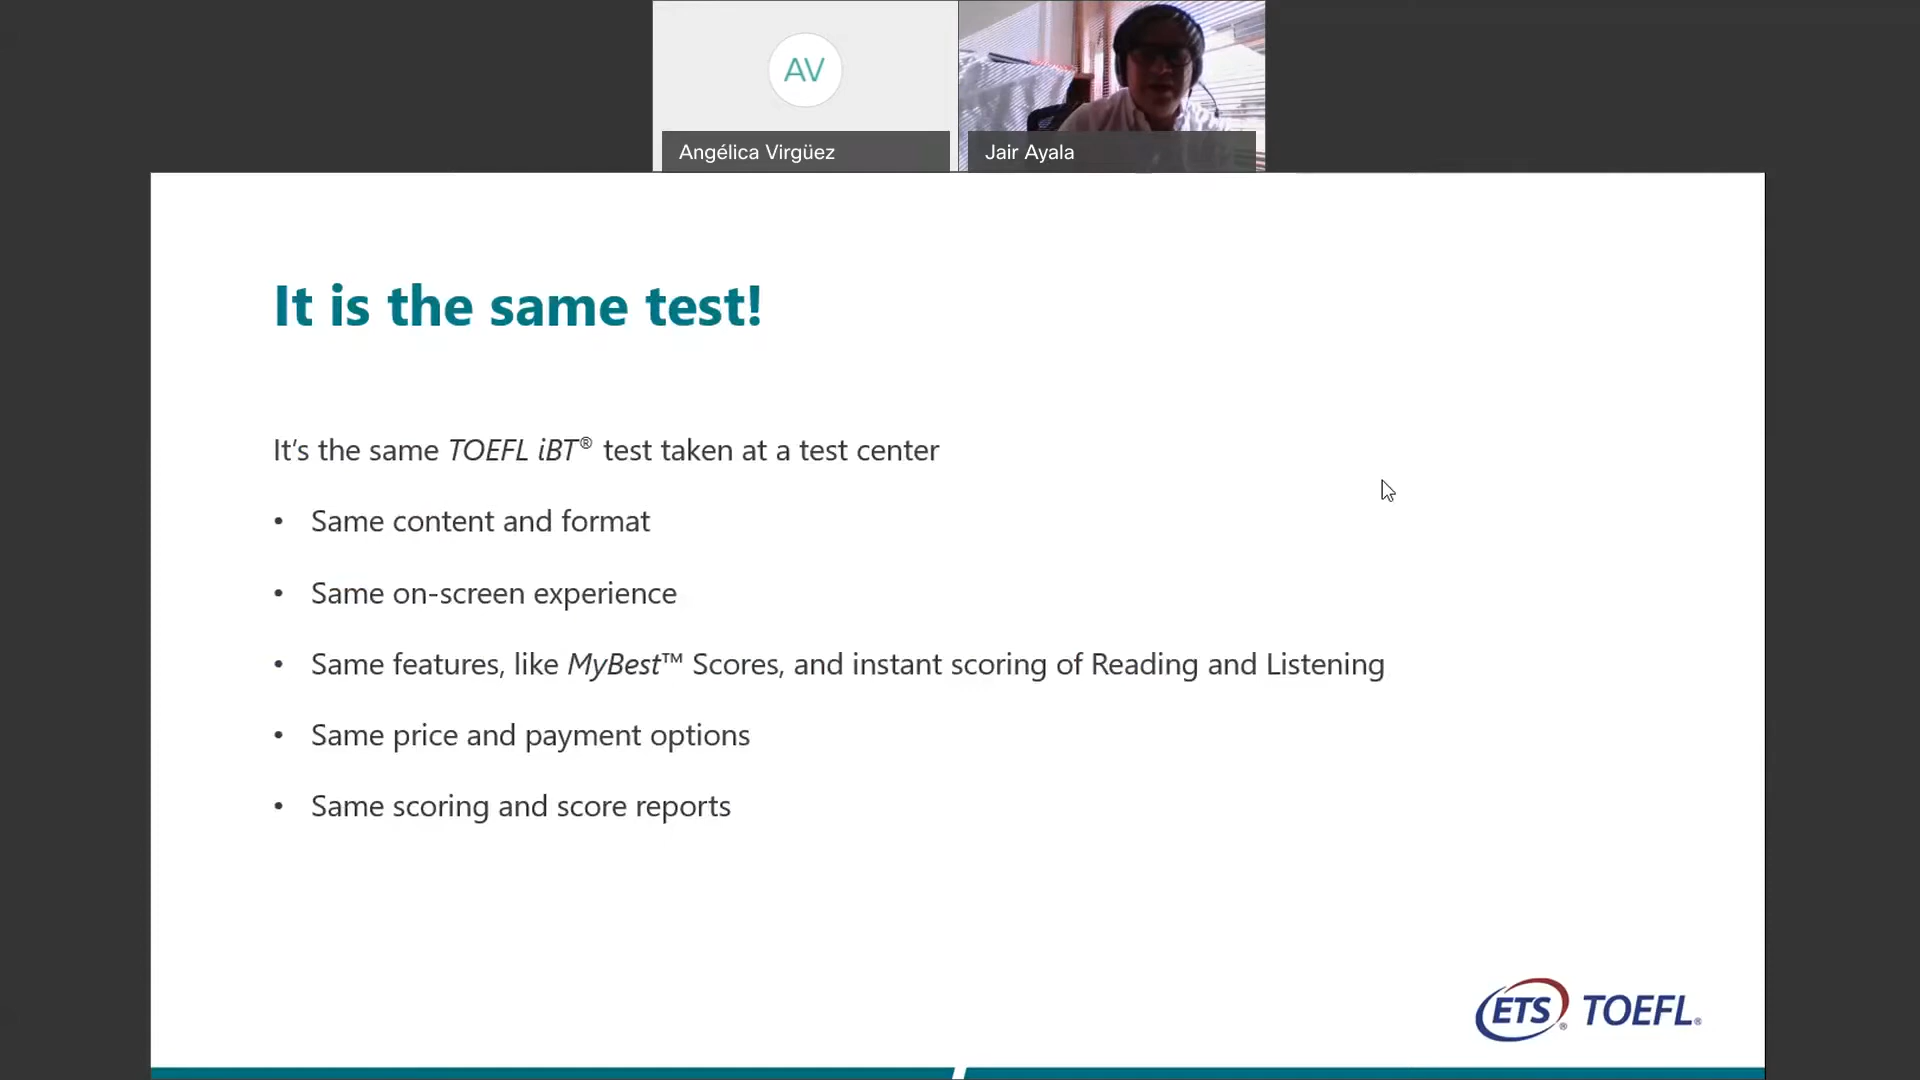 AV
Angélica Virgüez
Jair Ayala
It is the same test!
It’s the same TOEFL iBT® test taken at a test center
• Same content and format
• Same on-screen experience
• Same features, like MyBest™ Scores, and instant scoring of Reading and Listening
• Same price and payment options
• Same scoring and score reports
ETS® TOEFL®